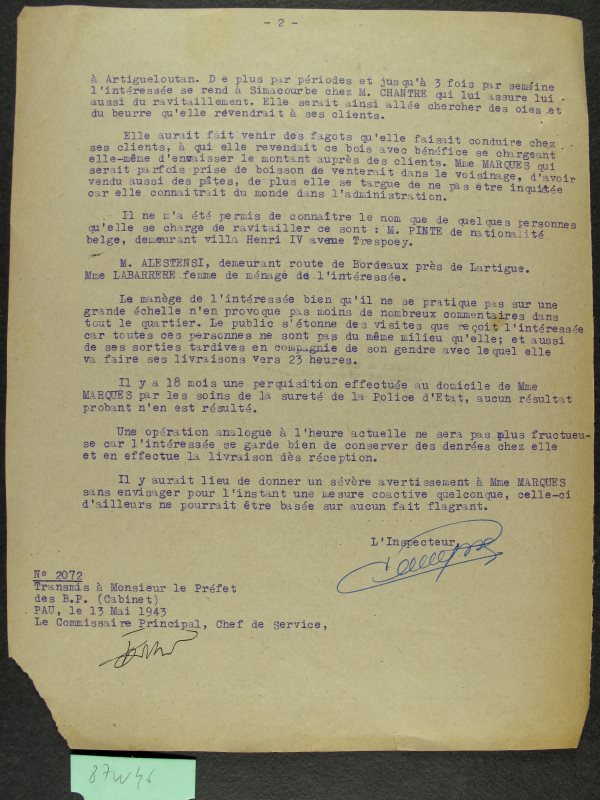 - 2 -
à Artigueloutan. De plus par périodes et jusqu'à 3 fois par semaine
l'intéressée se rend à Simacourbe chez M. CHANTRE qui lui assure lui
aussi du ravitaillement. Elle serait ainsi allée chercher des oies et
du beurre qu'elle révendrait à ses clients.
Elle aurait fait venir des fagots qu'elle faisait conduire chez
ses clients, à qui elle revendait ce bois avec bénéfice se chargeant
elle-même d'encaisser le montant auprès des clients. Mme MARQUES qui
serait parfois prise de boisson se venterait dans le voisinage, d'avoir
vendu aussi des pâtes, de plus elle se targue de ne pas être inquiétée
car elle connaitrait du monde dans l'administration.
Il ne m'a été permis de connaître le nom que de quelques personnes
qu'elle se charge de ravitailler ce sont : M. PINTE de nationalité
belge, demeurant villa Henri IV avenue Trespoey.
M. ALESTENSI, demeurant route de Bordeaux près de Lartigue.
Mme LABARRERE femme de ménage de l'intéressée.
Le manège de l'intéressée bien qu'il ne se pratique pas sur une
grande échelle n'en provoque pas moins de nombreux commentaires dans
tout le quartier. Le public s'étonne des visites que reçoit l'intéressée
car toutes ces personnes ne sont pas du même milieu qu'elle; et aussi
de ses sorties tardives en compagnie de son gendre avec lequel elle
va faire ses livraisons vers 23 heures.
Il y a 18 mois une perquisition effectuée au domicile de Mme
MARQUES par les soins de la sureté de la Police d'Etat, aucun résultat
probant n'en est résulté.
Une opération analogue à l'heure actuelle ne sera pas plus fructueu-
se car l'intéressée se garde bien de conserver des denrées chez elle
et en effectue la livraison dès réception.
Il y aurait lieu de donner un sévère avertissement à Mme MARQUES
sans envisager pour l'instant une mesure coactive quelconque, celle-ci
d'ailleurs ne pourrait être basée sur aucun fait flagrant.
L'Inspecteur,
N° 2072
Transmis à Monsieur le Préfet
des B.P. (Cabinet)
PAU, le 13 Mai 1943
Le Commissaire Principal, Chef de Service,
87W46